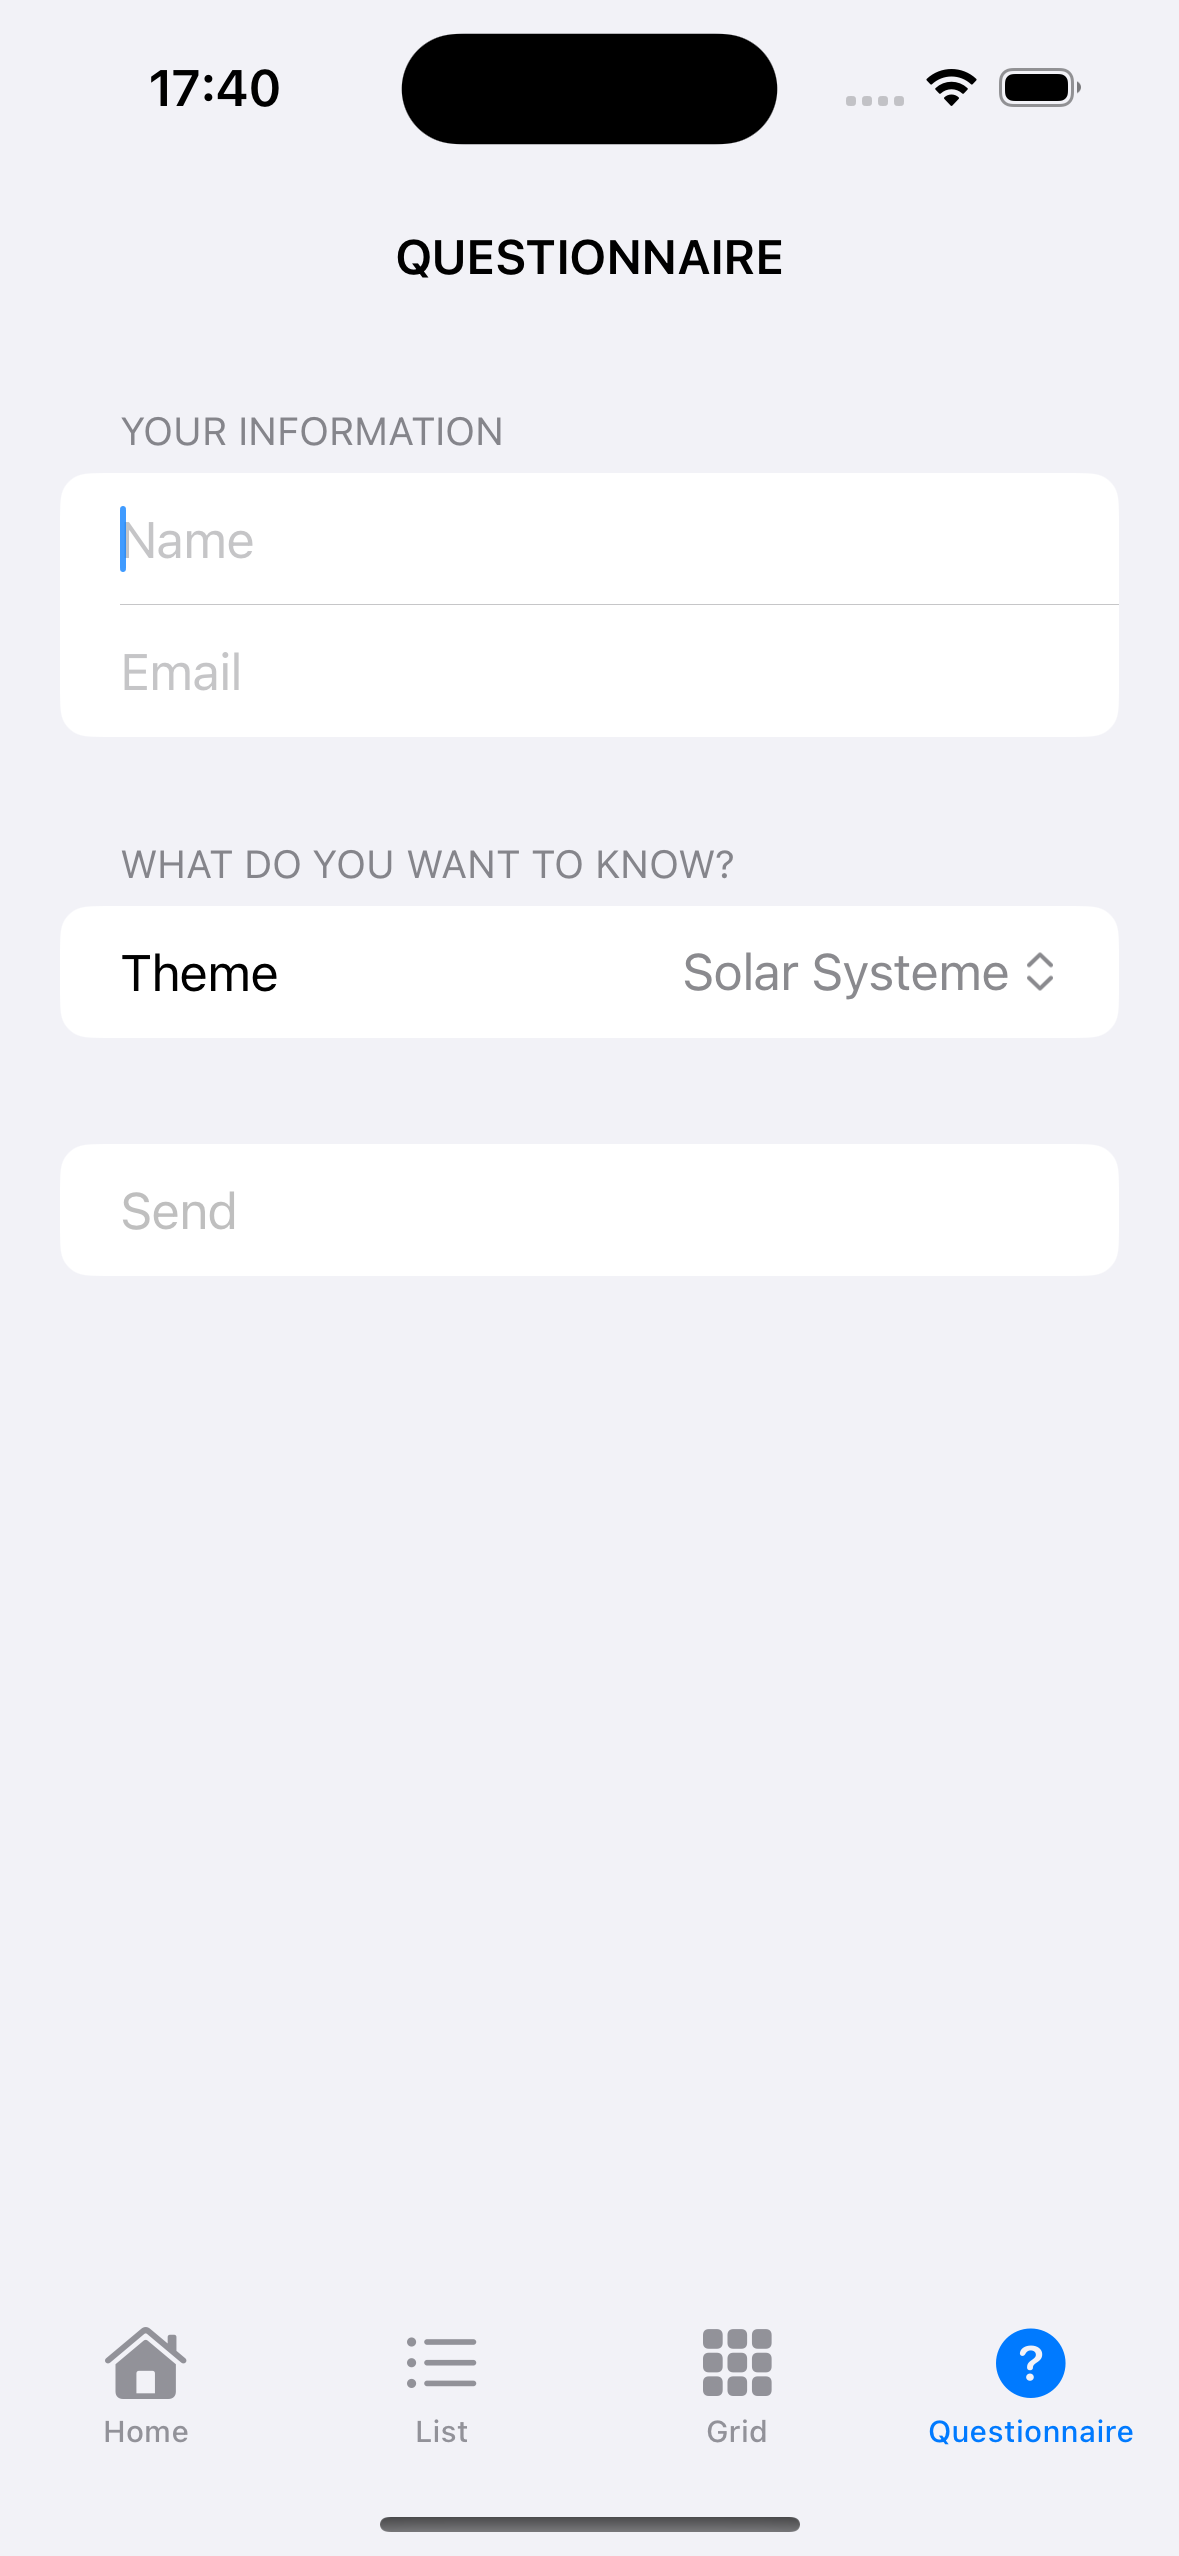 17:40
QUESTIONNAIRE
YOUR INFORMATION
Name
Email
WHAT DO YOU WANT TO KNOW?
Theme Solar Systeme
Send
Home List Grid Questionnaire